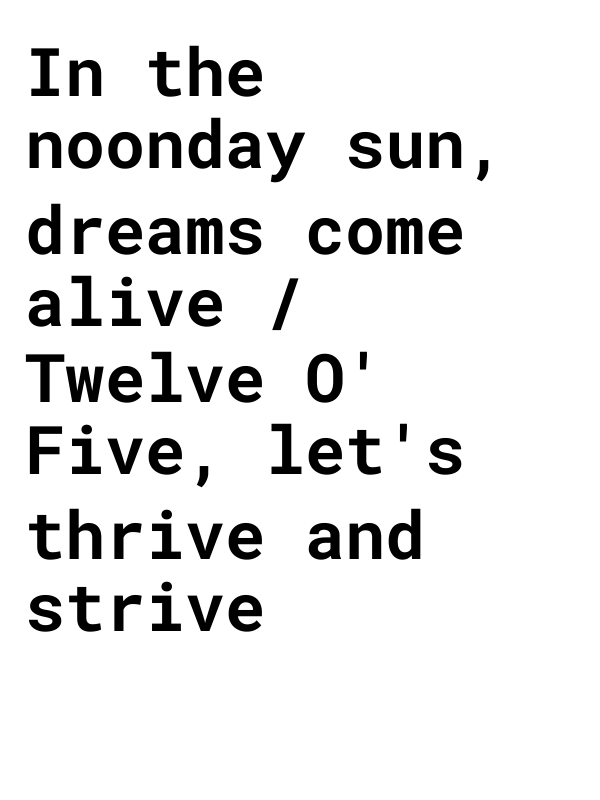 In the
noonday sun,
dreams come
alive /
Twelve O'
Five, let's
thrive and
strive